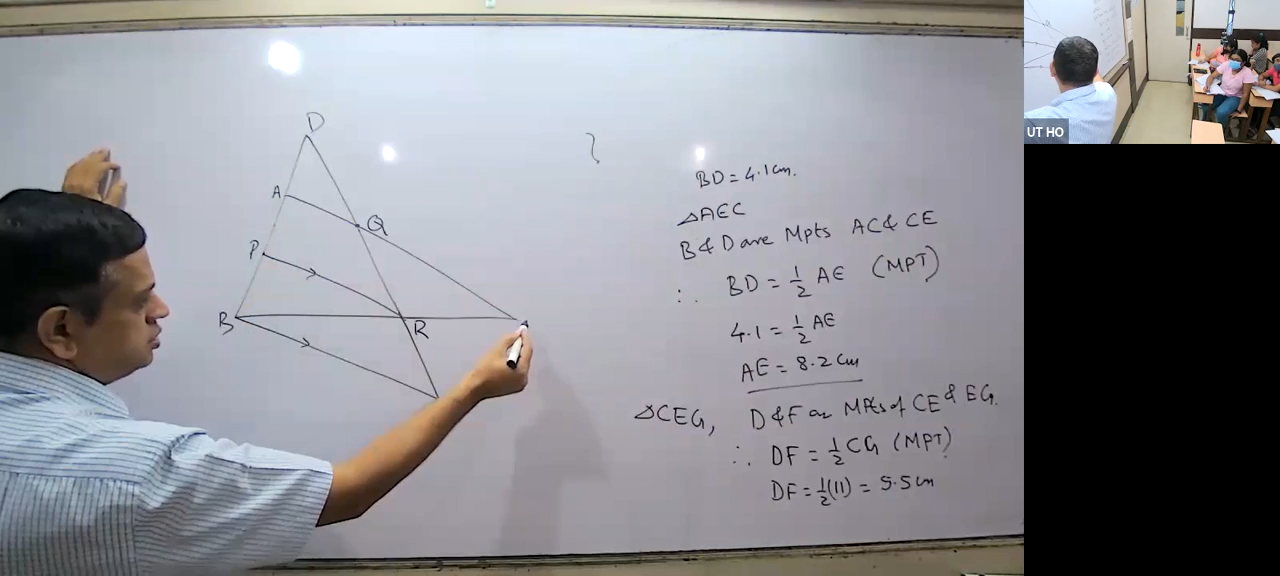 D
A
Q
P
B
R
BD = 4.1 cm.
△AEC
B & D are Mpts AC & CE
∴ BD = 1/2 AE (MPT)
4.1 = 1/2 AE
AE = 8.2 cm
△CEG, D & F are Mpts of CE & EG.
∴ DF = 1/2 CG (MPT)
DF = 1/2 (11) = 5.5 cm
UT HO